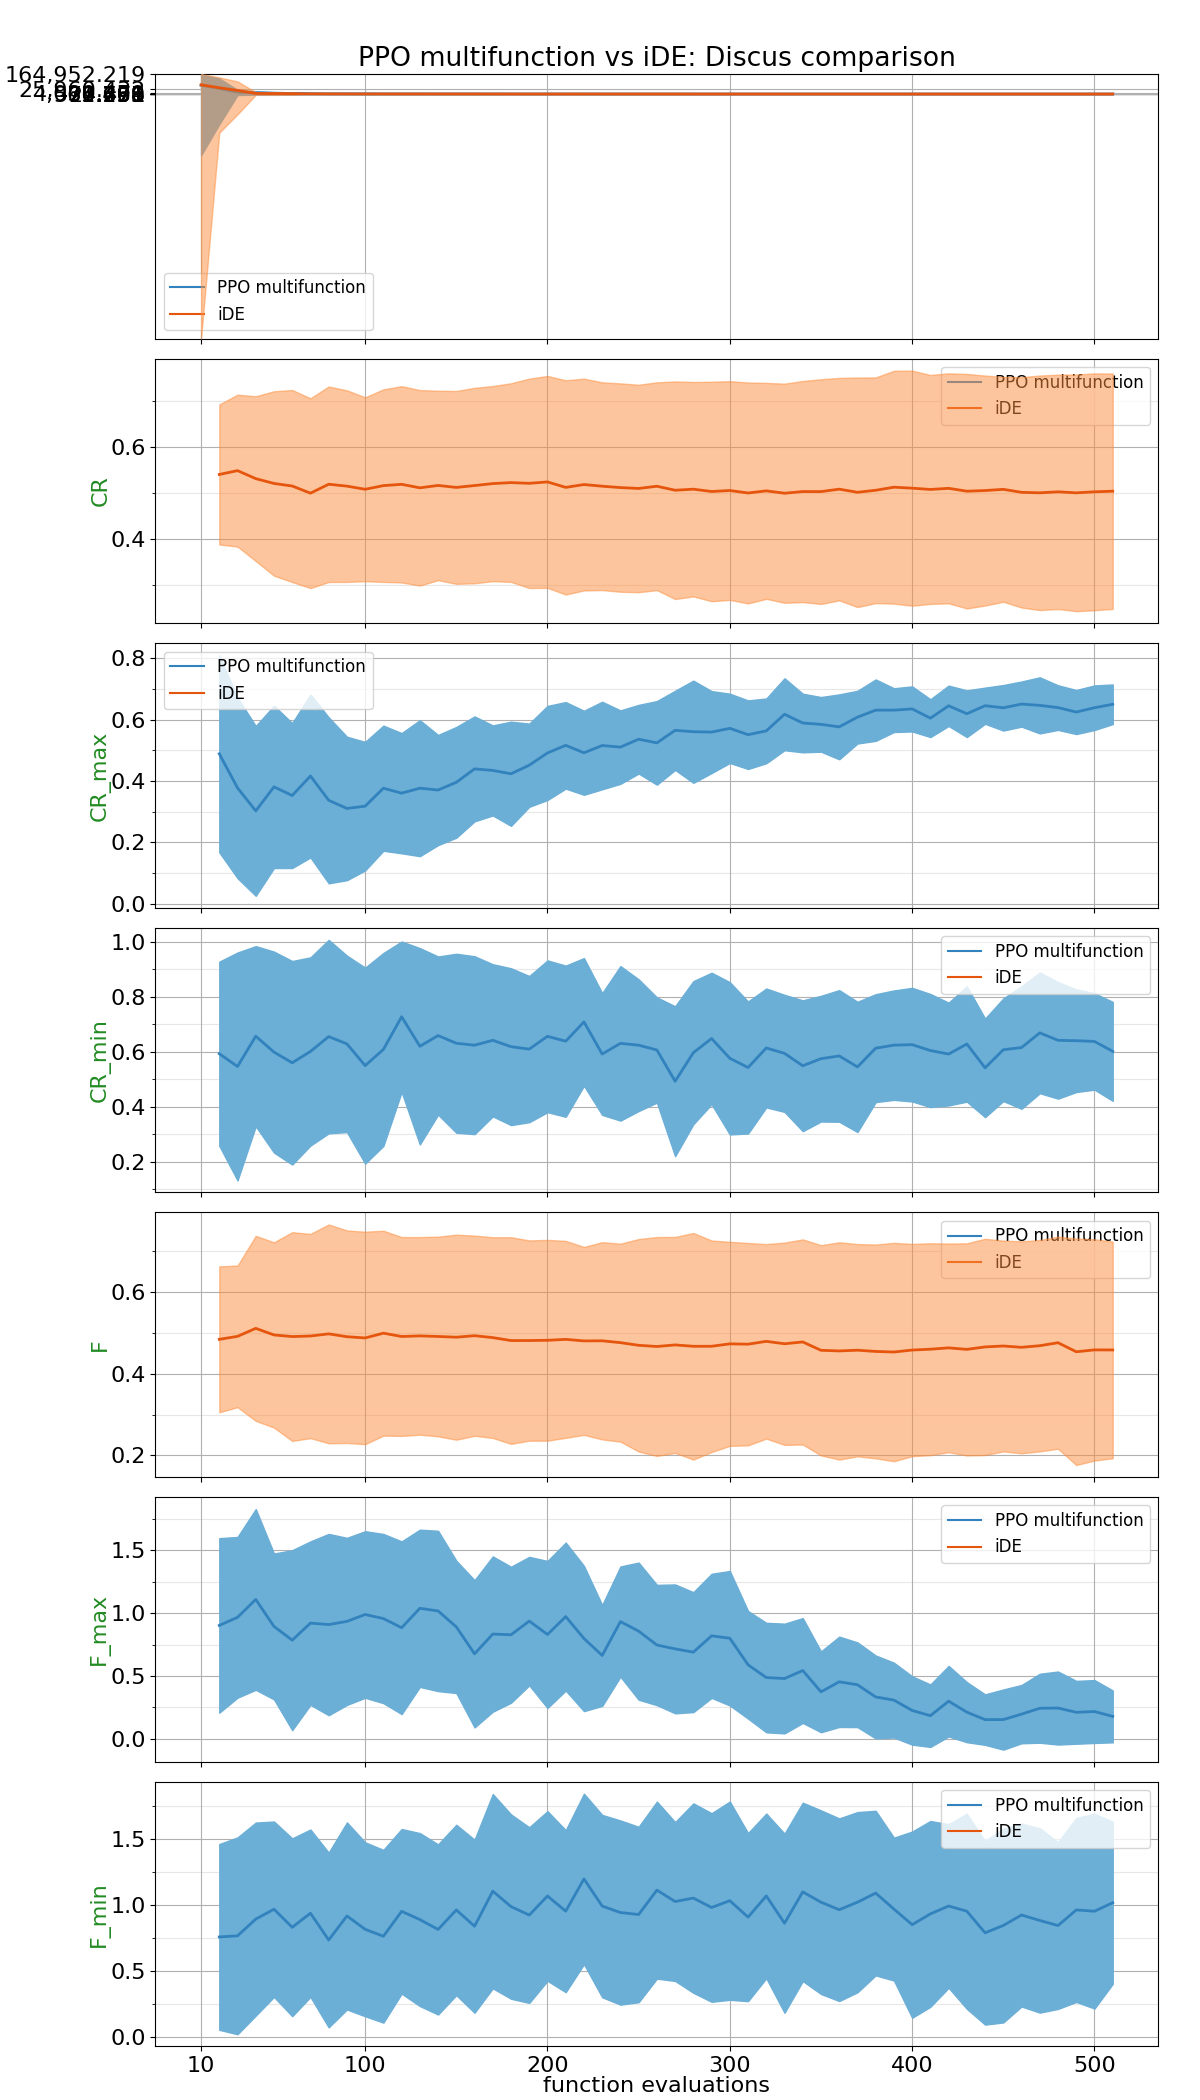 PPO multifunction vs iDE: Discus comparison
164,952.219
PPO multifunction
iDE
PPO multifunction
iDE
0.6
0.4
CR
PPO multifunction
iDE
0.8
0.6
0.4
0.2
0.0
CR_max
PPO multifunction
iDE
1.0
0.8
0.6
0.4
0.2
CR_min
PPO multifunction
iDE
0.6
0.4
0.2
F
PPO multifunction
iDE
1.5
1.0
0.5
0.0
F_max
PPO multifunction
iDE
1.5
1.0
0.5
0.0
F_min
10 100 200 300 400 500
function evaluations